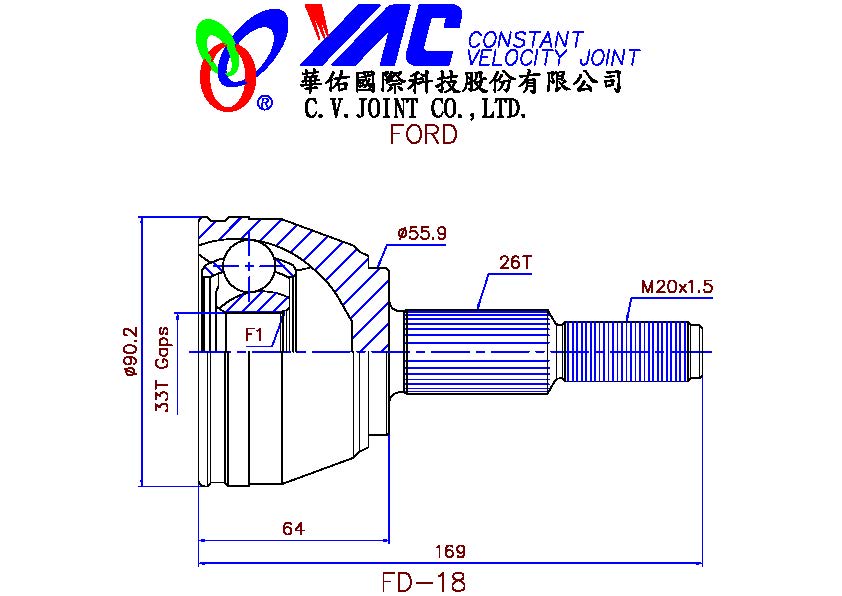 YAC CONSTANT
VELOCITY JOINT
華佑國際科技股份有限公司
®
C.V.JOINT CO.,LTD.
FORD
ø55.9
26T
M20x1.5
F1
ø90.2
33T Gaps
64
169
FD-18